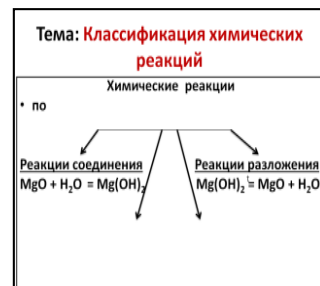 Тема: Классификация химических
реакций
Химические реакции
• по
Реакции соединения
MgO + H₂O = Mg(OH)₂
Реакции разложения
Mg(OH)₂ = MgO + H₂O